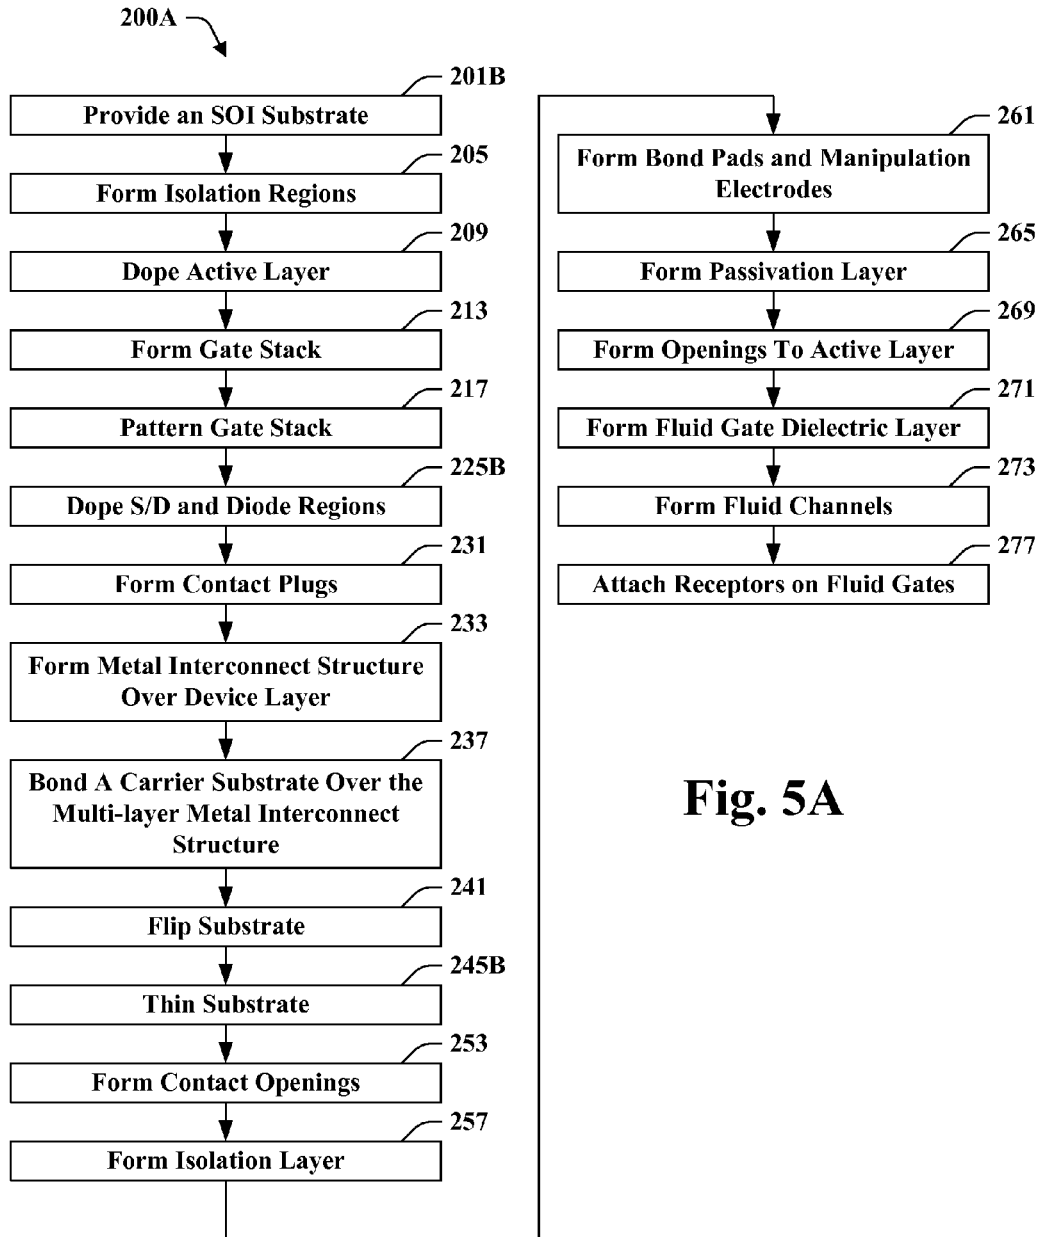 200A
201B
Provide an SOI Substrate
205
Form Isolation Regions
209
Dope Active Layer
213
Form Gate Stack
217
Pattern Gate Stack
225B
Dope S/D and Diode Regions
231
Form Contact Plugs
233
Form Metal Interconnect Structure
Over Device Layer
237
Bond A Carrier Substrate Over the
Multi-layer Metal Interconnect
Structure
241
Flip Substrate
245B
Thin Substrate
253
Form Contact Openings
257
Form Isolation Layer
261
Form Bond Pads and Manipulation
Electrodes
265
Form Passivation Layer
269
Form Openings To Active Layer
271
Form Fluid Gate Dielectric Layer
273
Form Fluid Channels
277
Attach Receptors on Fluid Gates
Fig. 5A